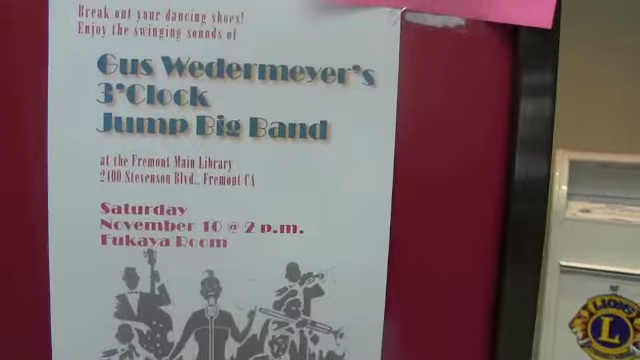 Break out your dancing shoes!
Enjoy the swinging sounds of
Gus Wedermeyer's
3'O'Clock
Jump Big Band
at the Fremont Main Library
2400 Stevenson Blvd., Fremont CA
Saturday
November 10 @ 2 p.m.
Fukaya Room
LIONS
L